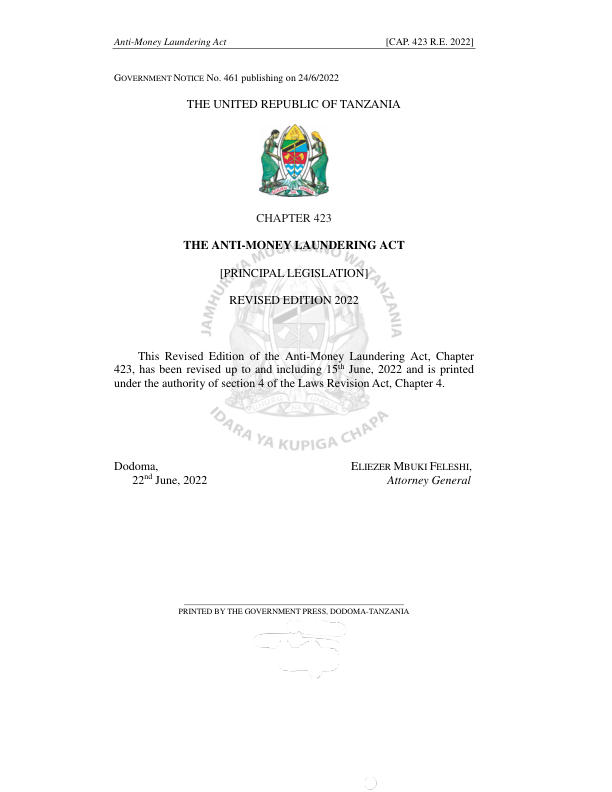 Anti-Money Laundering Act [CAP. 423 R.E. 2022]
GOVERNMENT NOTICE No. 461 publishing on 24/6/2022
THE UNITED REPUBLIC OF TANZANIA
CHAPTER 423
THE ANTI-MONEY LAUNDERING ACT
[PRINCIPAL LEGISLATION]
REVISED EDITION 2022
JAMHURI YA MUUNGANO WA TANZANIA
This Revised Edition of the Anti-Money Laundering Act, Chapter
423, has been revised up to and including 15th June, 2022 and is printed
under the authority of section 4 of the Laws Revision Act, Chapter 4.
IDARA YA KUPIGA CHAPA
Dodoma, ELIEZER MBUKI FELESHI,
22nd June, 2022 Attorney General
PRINTED BY THE GOVERNMENT PRESS, DODOMA-TANZANIA